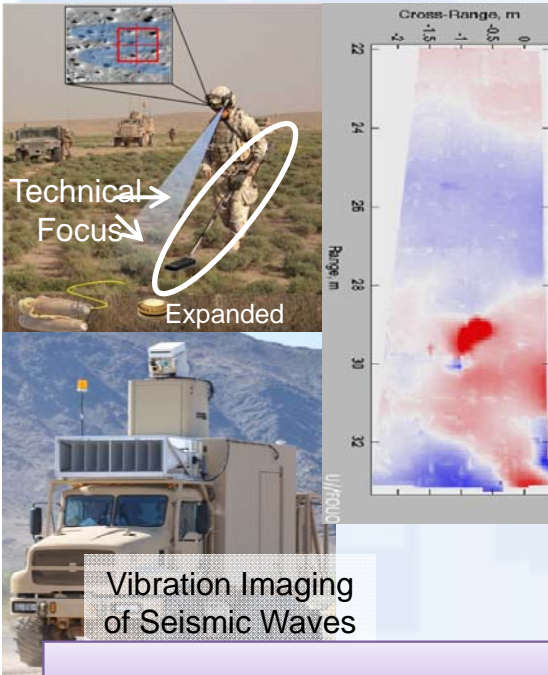 Technical
Focus
Expanded
Vibration Imaging
of Seismic Waves
Cross-Range, m
-2
-1.5
-1
-0.5
0
Range, m
22
24
26
28
30
32
U//FOUO